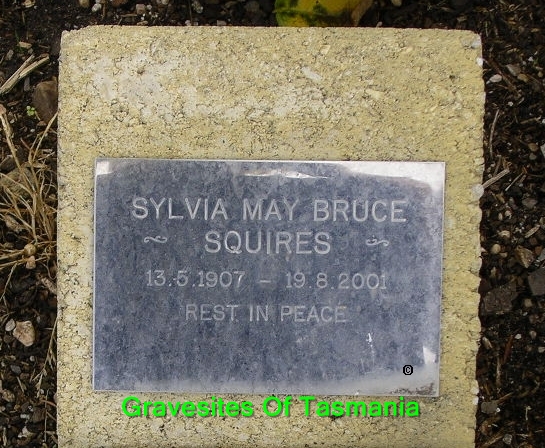 SYLVIA MAY BRUCE
~ SQUIRES ~
13.5.1907 – 19.8.2001
REST IN PEACE
©
Gravesites Of Tasmania